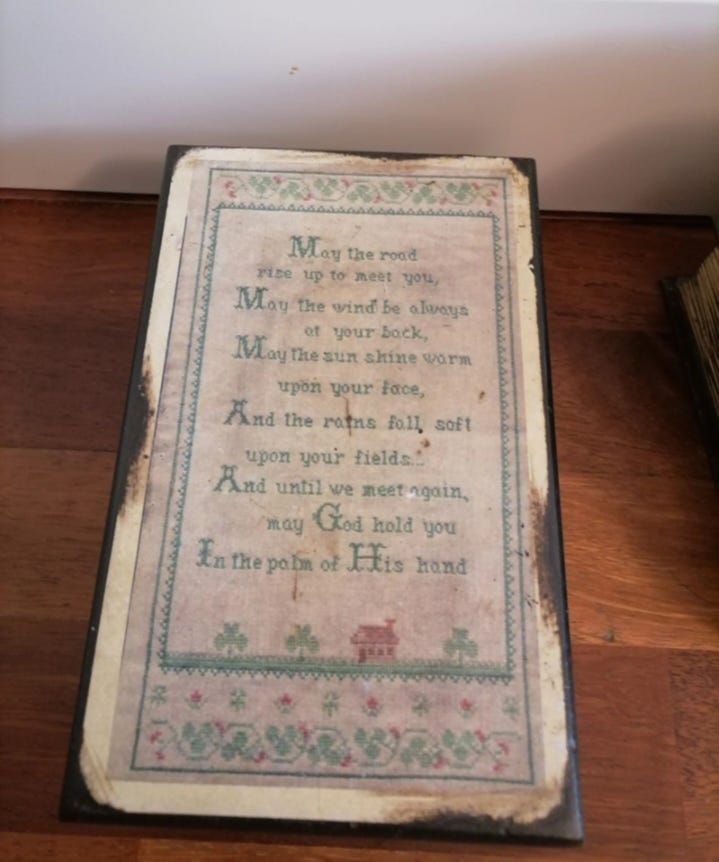 May the road
rise up to meet you,
May the wind be always
at your back,
May the sun shine warm
upon your face,
And the rains fall soft
upon your fields...
And until we meet again,
may God hold you
In the palm of His hand